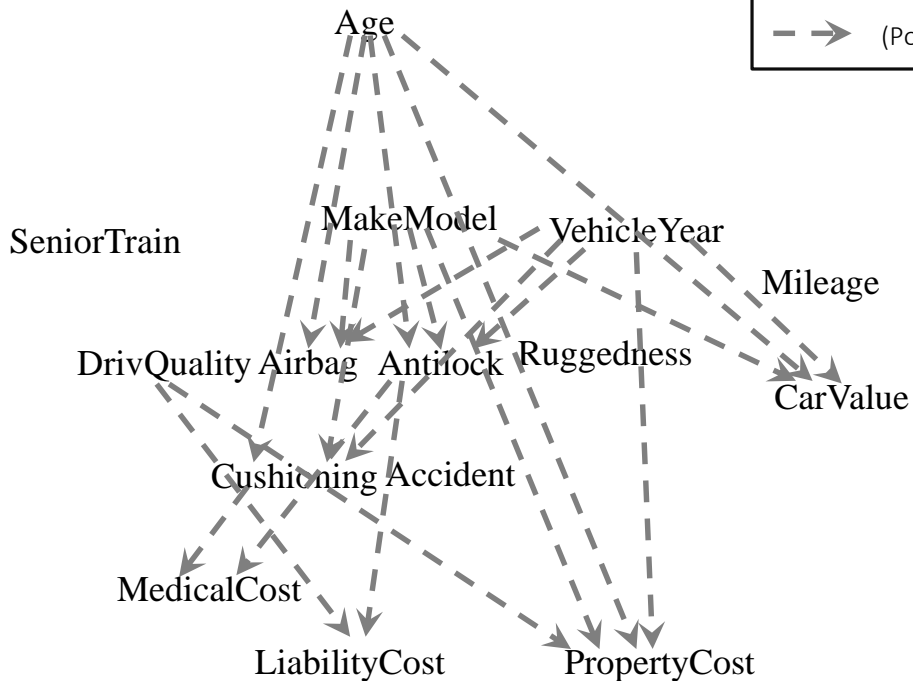 Age
(Po
MakeModel
VehicleYear
SeniorTrain
Mileage
DrivQuality
Airbag
Antilock
Ruggedness
CarValue
Cushioning
Accident
MedicalCost
LiabilityCost
PropertyCost